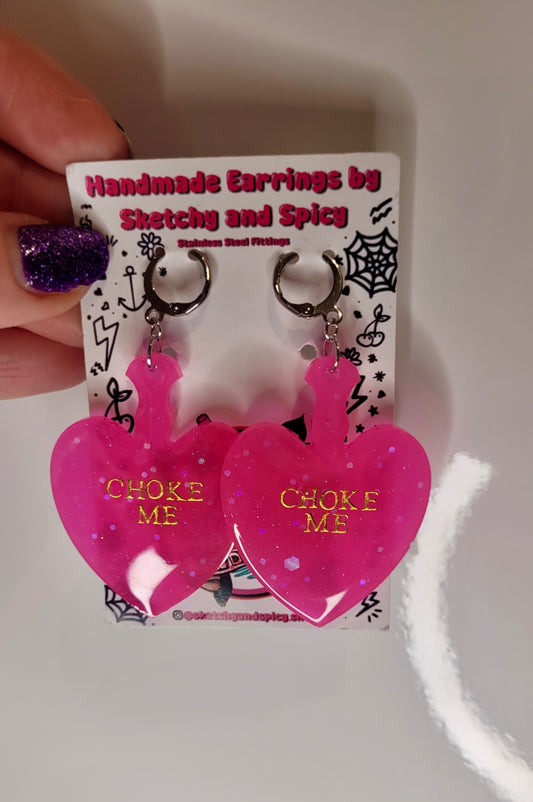 Handmade Earrings by
Sketchy and Spicy
Stainless Steel Fittings
CHOKE
ME
CHOKE
ME